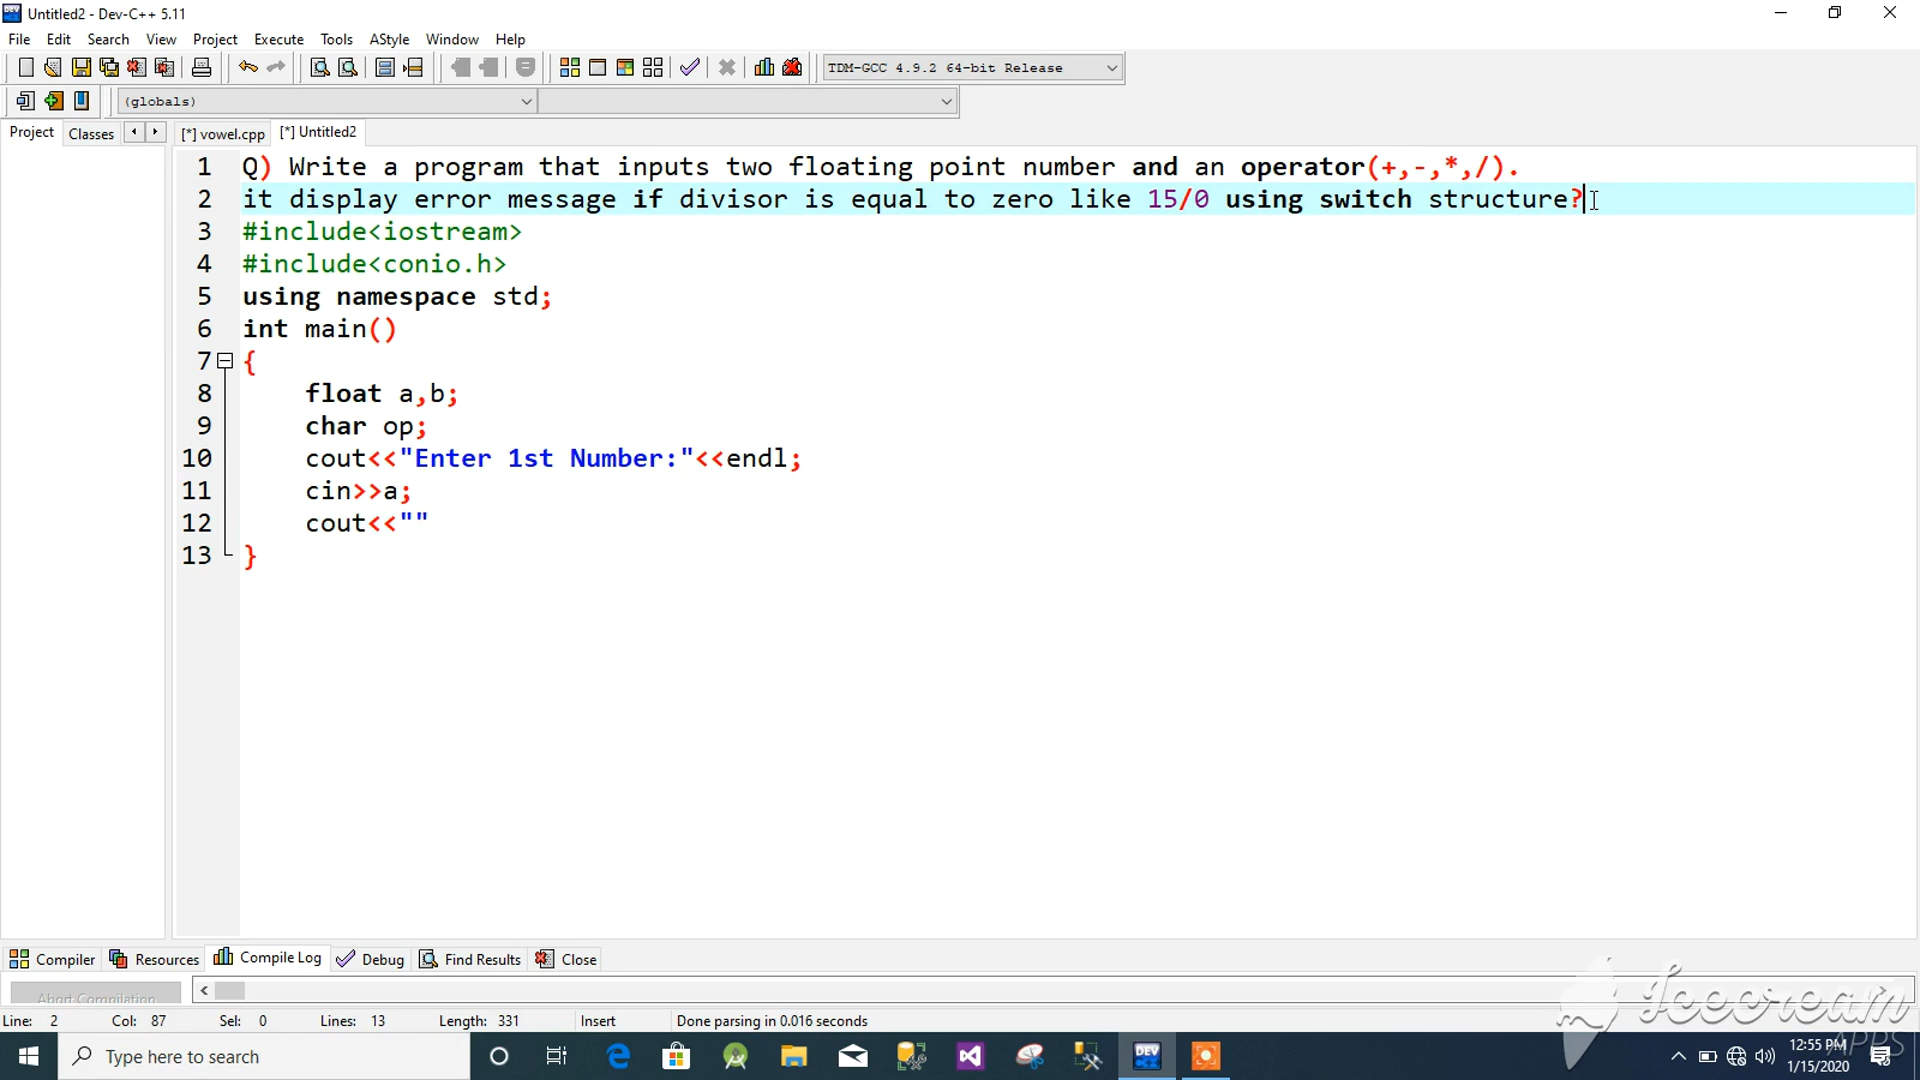 Untitled2 - Dev-C++ 5.11
File Edit Search View Project Execute Tools AStyle Window Help
TDM-GCC 4.9.2 64-bit Release
(globals)
Project Classes [*] vowel.cpp [*] Untitled2
1 Q) Write a program that inputs two floating point number and an operator(+,-,*,/).
2 it display error message if divisor is equal to zero like 15/0 using switch structure?
3 #include<iostream>
4 #include<conio.h>
5 using namespace std;
6 int main()
7 {
8 float a,b;
9 char op;
10 cout<<"Enter 1st Number:"<<endl;
11 cin>>a;
12 cout<<""
13 }
Compiler Resources Compile Log Debug Find Results Close
Abort Compilation
Line: 2 Col: 87 Sel: 0 Lines: 13 Length: 331 Insert Done parsing in 0.016 seconds
Icecream
APPS
Type here to search
DEV
12:55 PM
1/15/2020